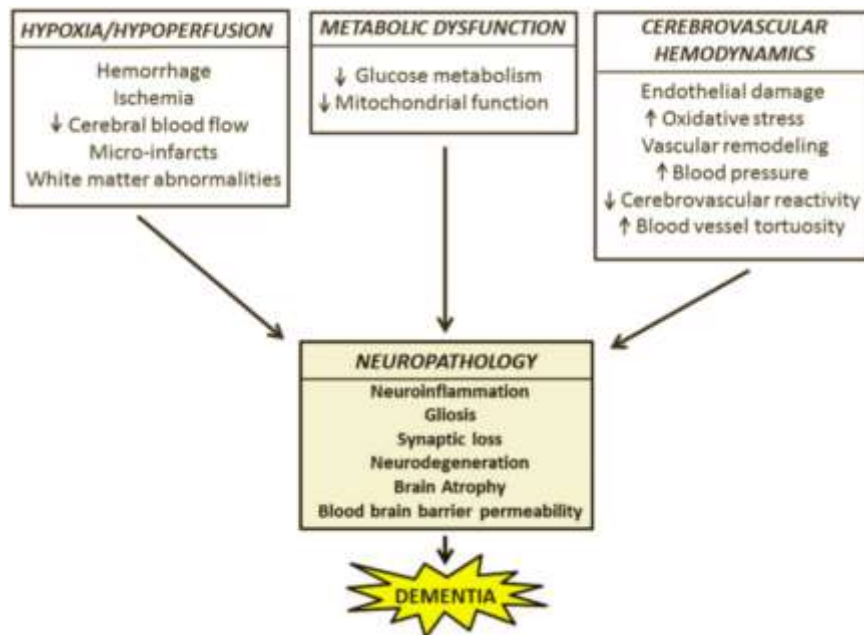 HYPOXIA/HYPOPERFUSION
Hemorrhage
Ischemia
↓ Cerebral blood flow
Micro-infarcts
White matter abnormalities
METABOLIC DYSFUNCTION
↓ Glucose metabolism
↓ Mitochondrial function
CEREBROVASCULAR
HEMODYNAMICS
Endothelial damage
↑ Oxidative stress
Vascular remodeling
↑ Blood pressure
↓ Cerebrovascular reactivity
↑ Blood vessel tortuosity
NEUROPATHOLOGY
Neuroinflammation
Gliosis
Synaptic loss
Neurodegeneration
Brain Atrophy
Blood brain barrier permeability
DEMENTIA